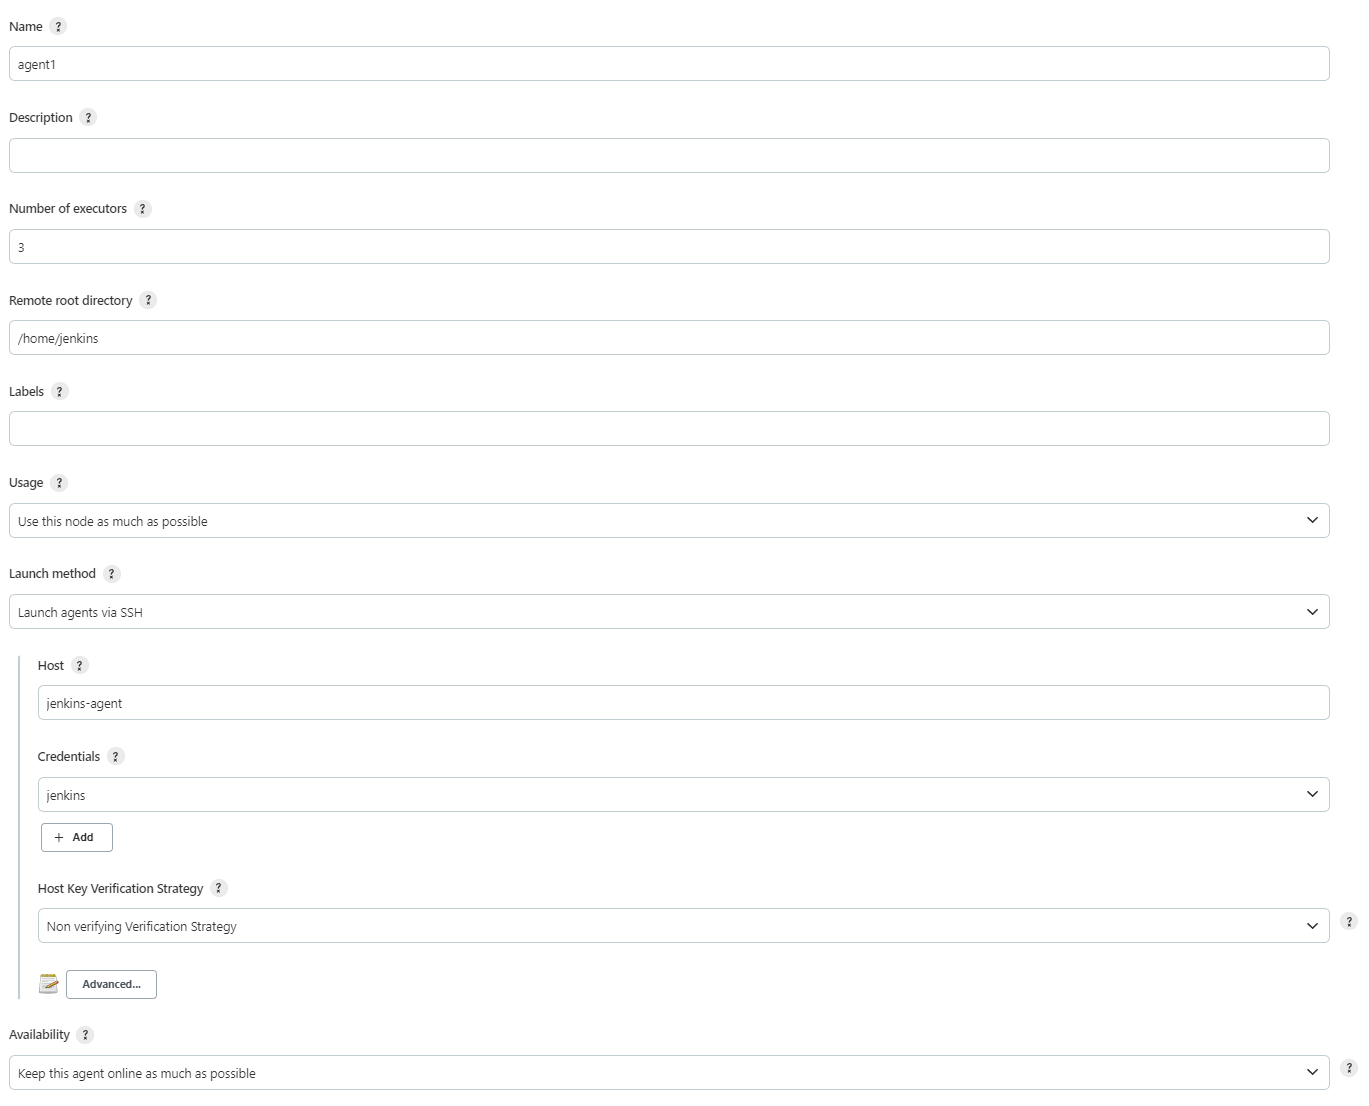 Name ?
agent1
Description ?
Number of executors ?
3
Remote root directory ?
/home/jenkins
Labels ?
Usage ?
Use this node as much as possible
Launch method ?
Launch agents via SSH
Host ?
jenkins-agent
Credentials ?
jenkins
+ Add
Host Key Verification Strategy ?
Non verifying Verification Strategy ?
Advanced...
Availability ?
Keep this agent online as much as possible ?